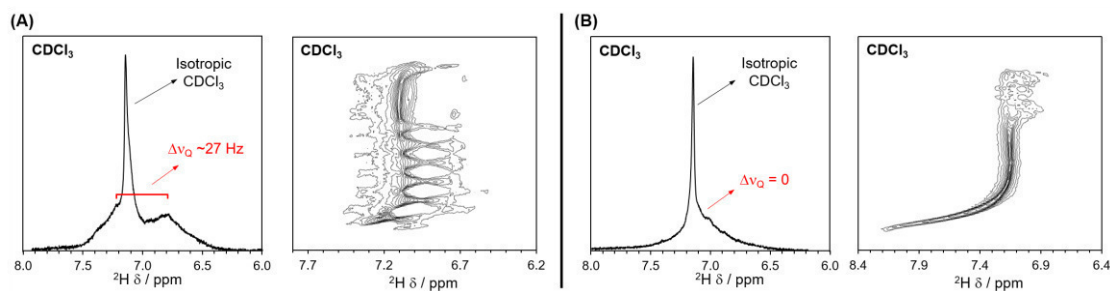 (A)
CDCl₃
Isotropic
CDCl₃
Δν_Q ~27 Hz
8.0 7.5 7.0 6.5 6.0
²H δ / ppm
CDCl₃
7.7 7.2 6.7 6.2
²H δ / ppm
(B)
CDCl₃
Isotropic
CDCl₃
Δν_Q = 0
8.0 7.5 7.0 6.5 6.0
²H δ / ppm
CDCl₃
8.4 7.9 7.4 6.9 6.4
²H δ / ppm